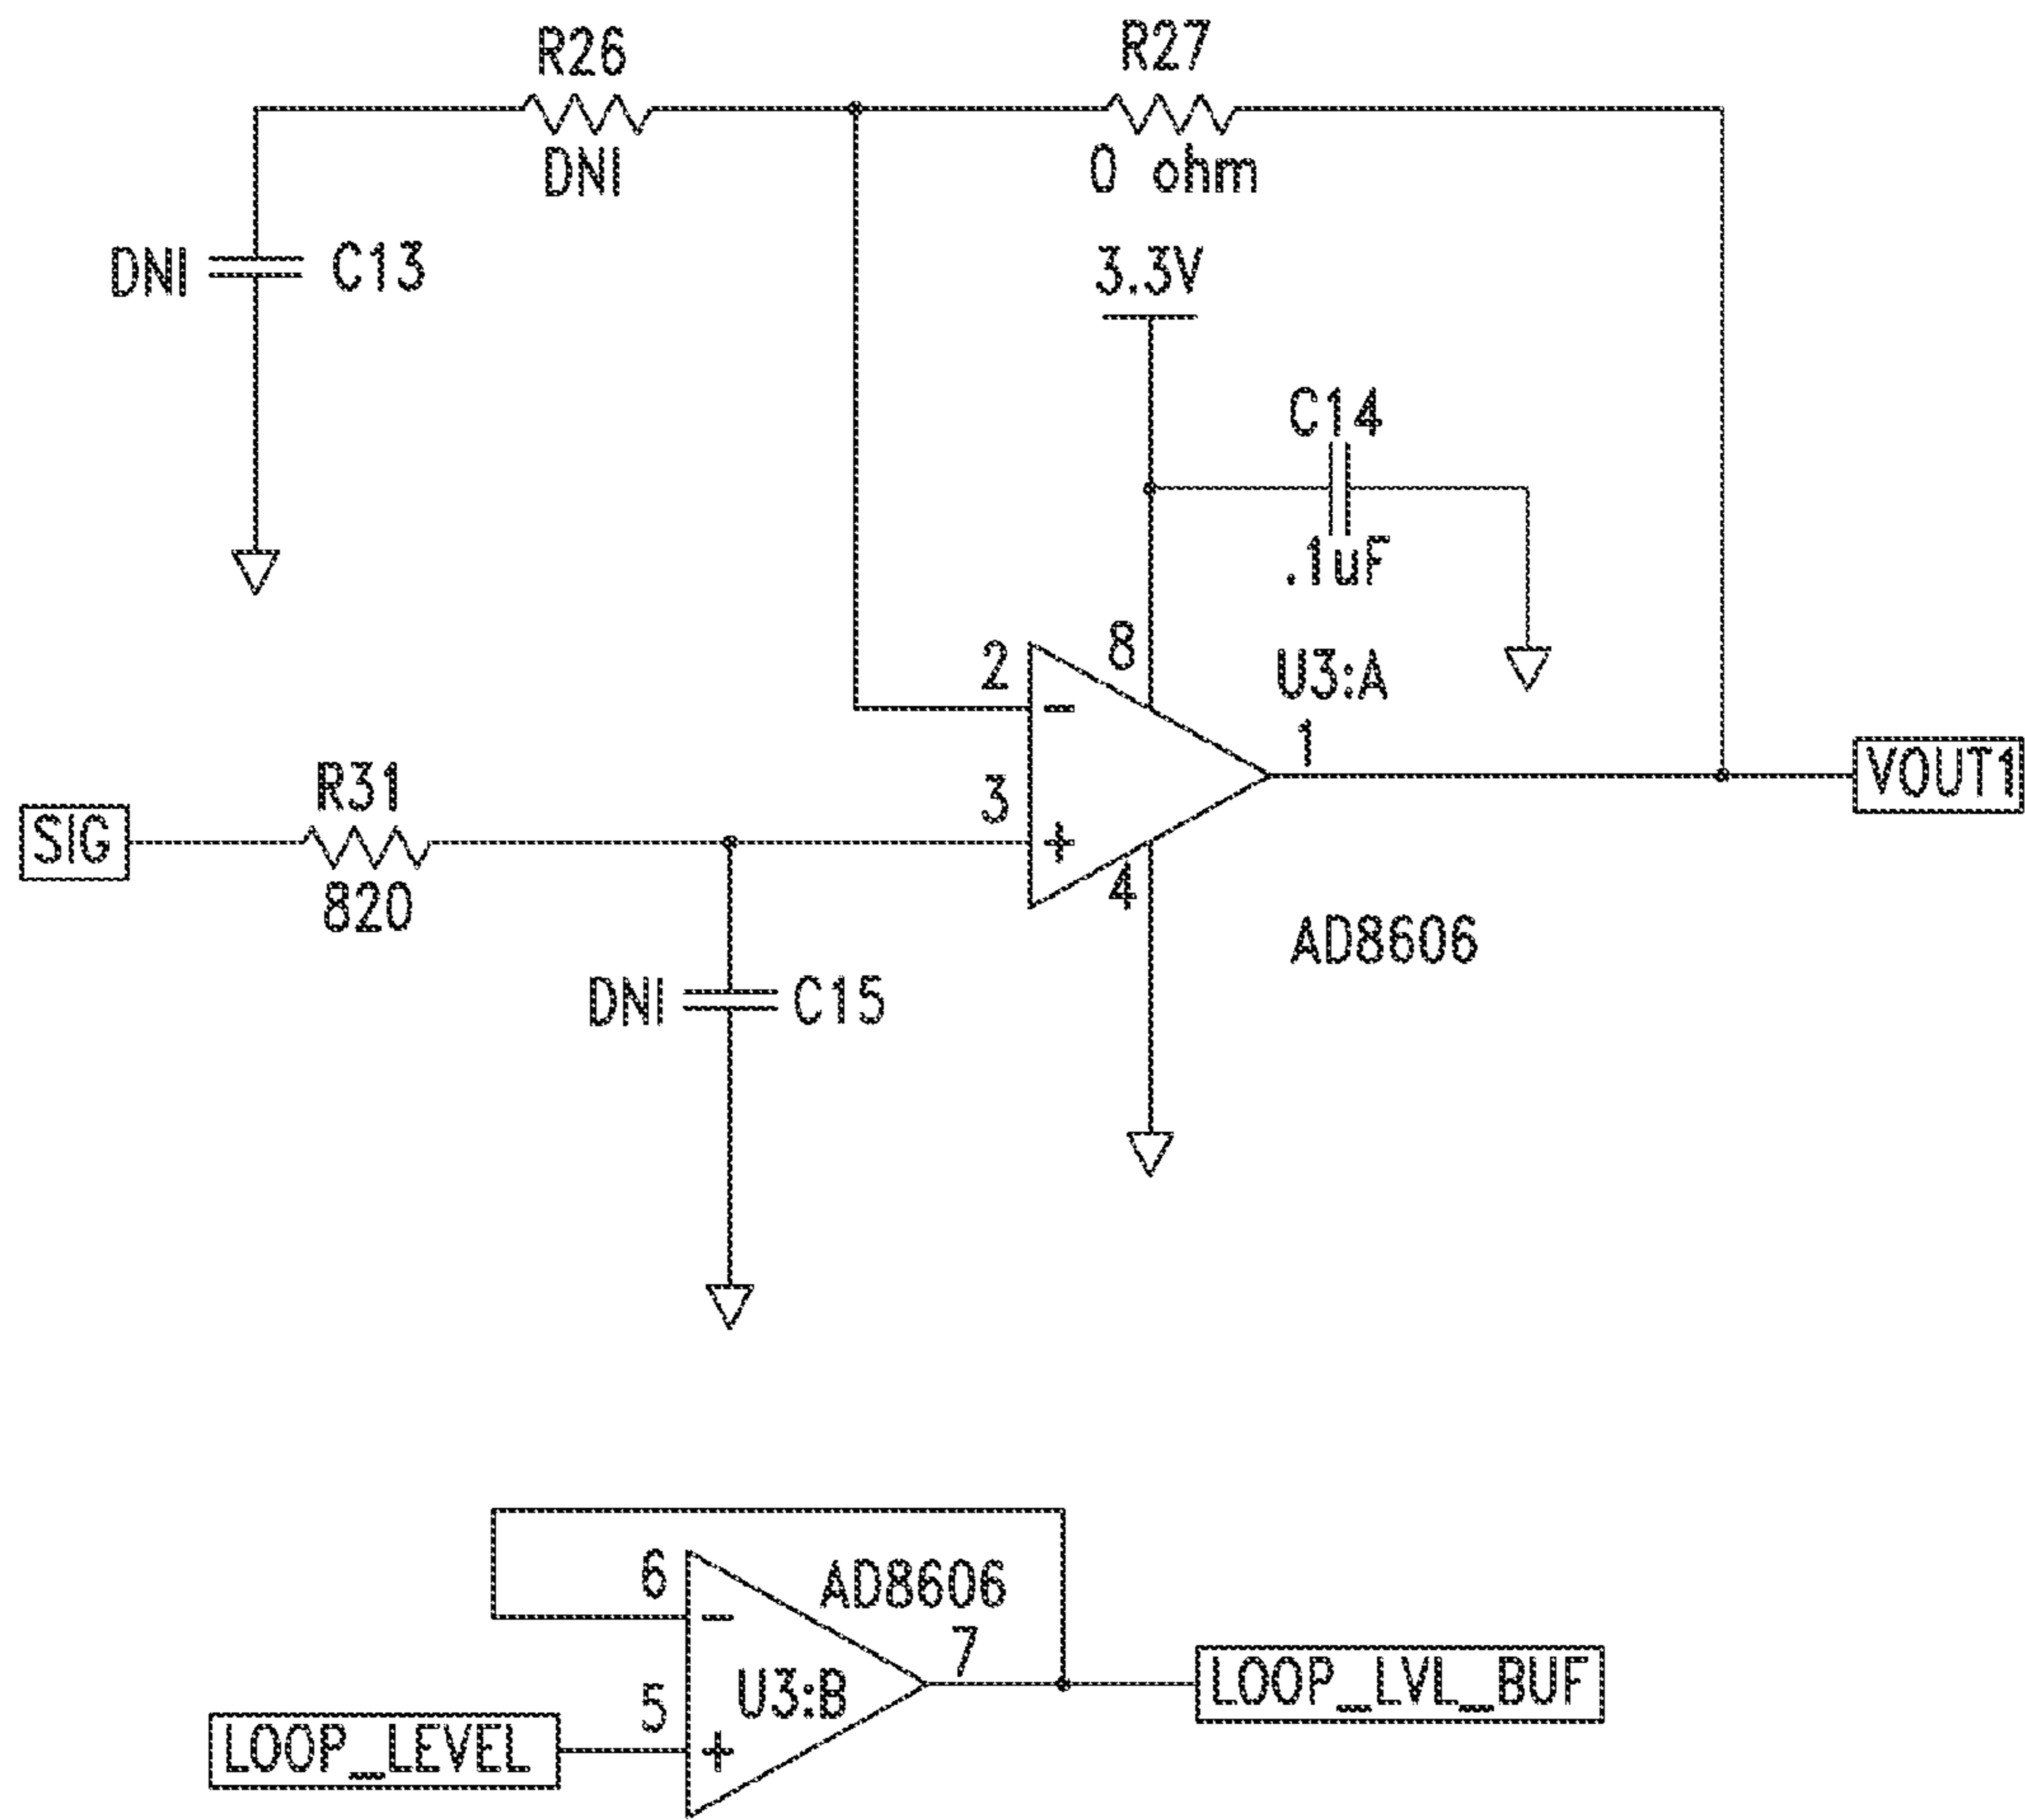 R26
R27
DNI
0 ohm
DNI
C13
3.3V
C14
.1uF
2
8
U3:A
1
VOUT1
R31
3
SIG
820
4
AD8606
DNI
C15
6
AD8606
7
5
U3:B
LOOP_LVL_BUF
LOOP_LEVEL